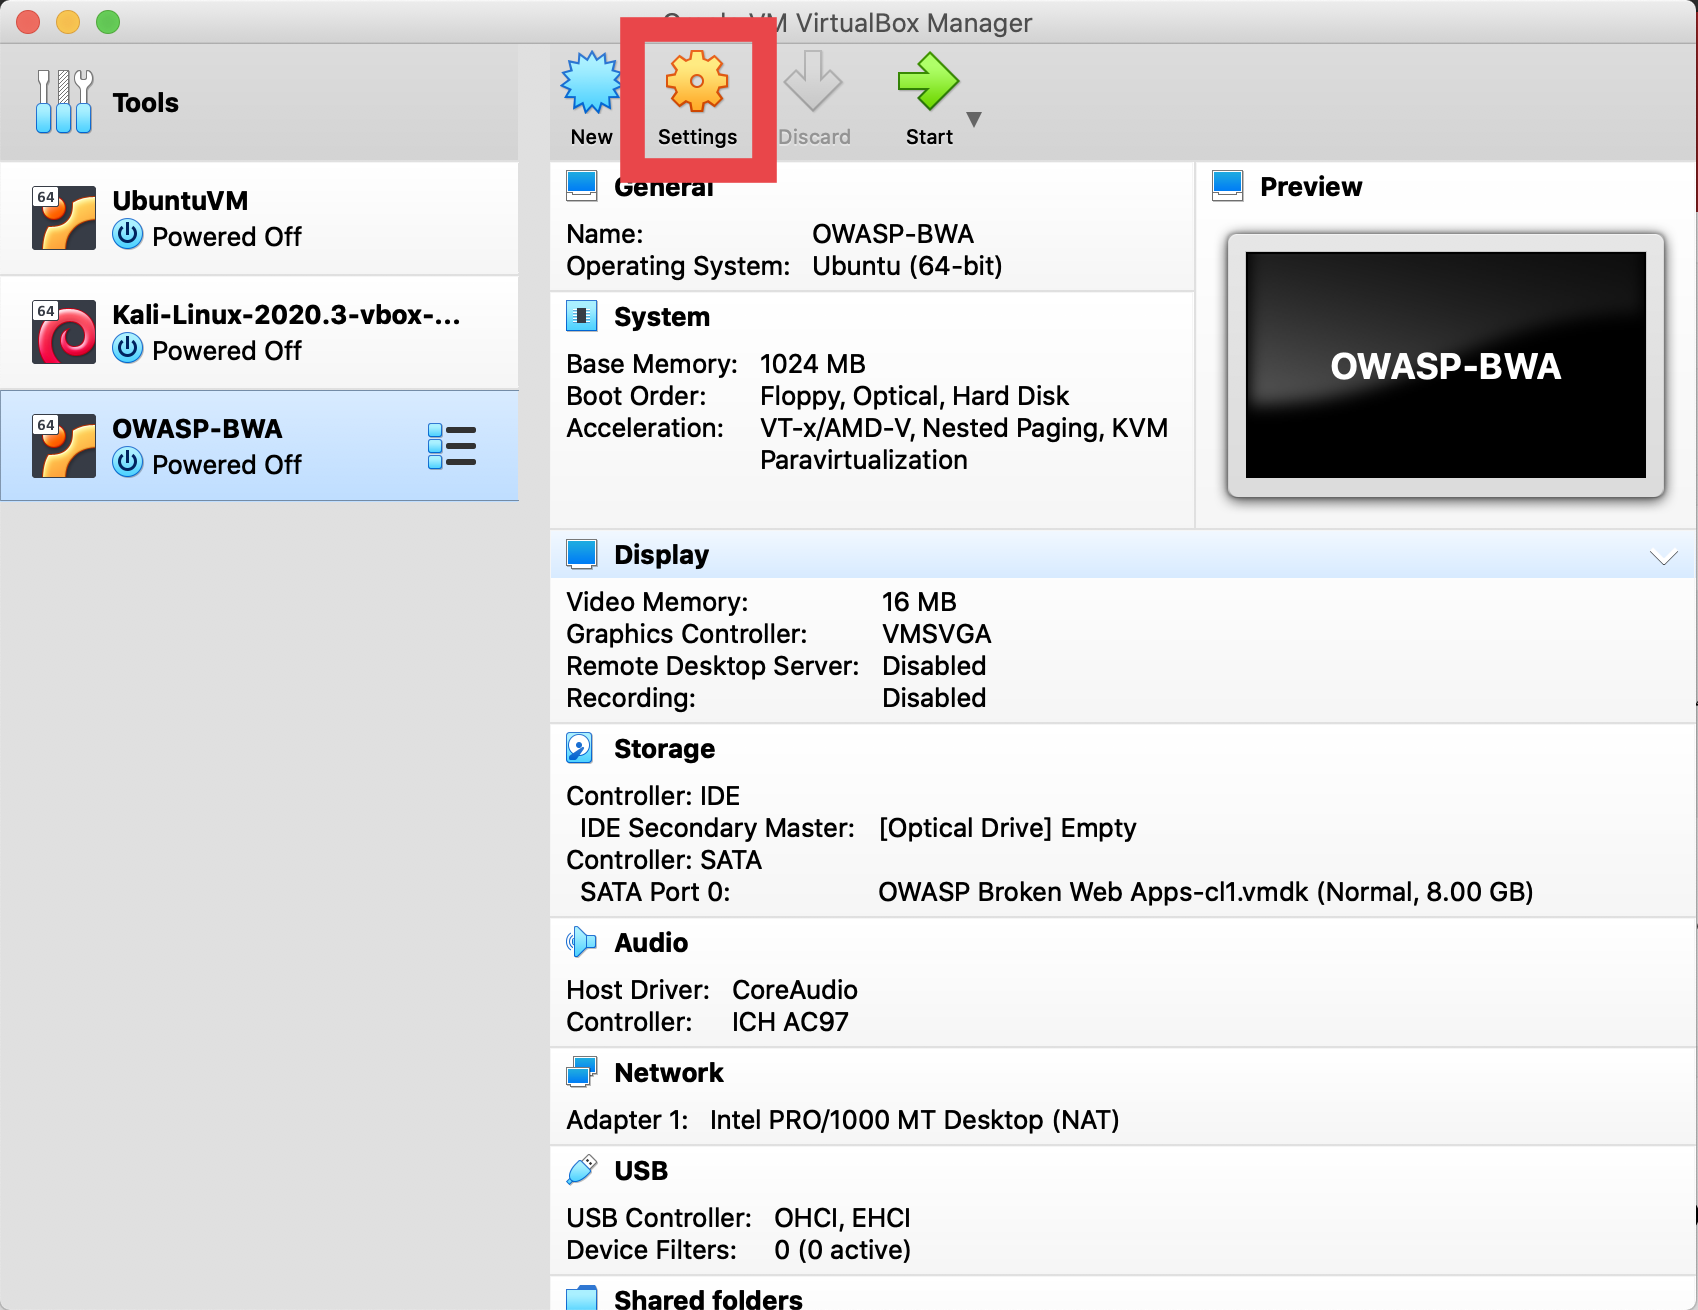 VM VirtualBox Manager
Tools
New
Settings
Discard
Start
64
UbuntuVM
Powered Off
64
Kali-Linux-2020.3-vbox-...
Powered Off
64
OWASP-BWA
Powered Off
General
Name: OWASP-BWA
Operating System: Ubuntu (64-bit)
System
Base Memory: 1024 MB
Boot Order: Floppy, Optical, Hard Disk
Acceleration: VT-x/AMD-V, Nested Paging, KVM
Paravirtualization
Preview
OWASP-BWA
Display
Video Memory: 16 MB
Graphics Controller: VMSVGA
Remote Desktop Server: Disabled
Recording: Disabled
Storage
Controller: IDE
IDE Secondary Master: [Optical Drive] Empty
Controller: SATA
SATA Port 0: OWASP Broken Web Apps-cl1.vmdk (Normal, 8.00 GB)
Audio
Host Driver: CoreAudio
Controller: ICH AC97
Network
Adapter 1: Intel PRO/1000 MT Desktop (NAT)
USB
USB Controller: OHCI, EHCI
Device Filters: 0 (0 active)
Shared folders